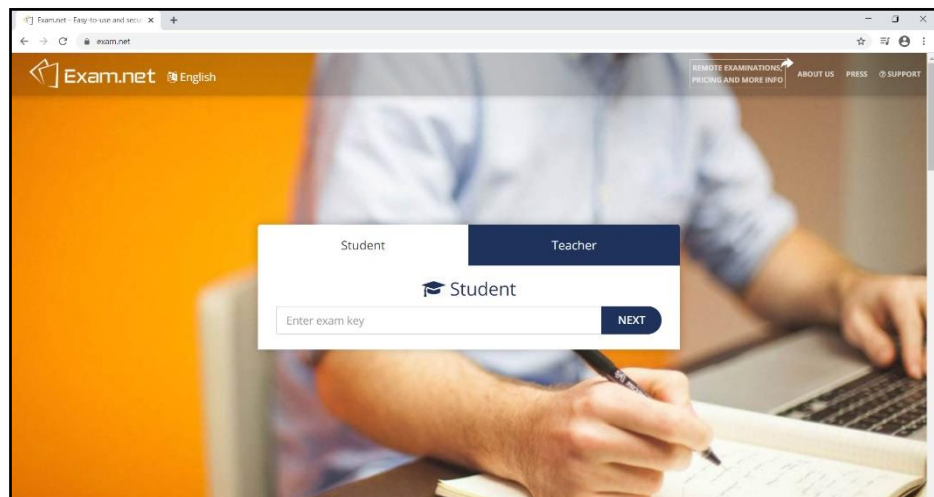 Exam.net - Easy-to-use and secu
exam.net
Exam.net English
REMOTE EXAMINATIONS,
PRICING AND MORE INFO
ABOUT US PRESS SUPPORT
Student Teacher
Student
Enter exam key NEXT